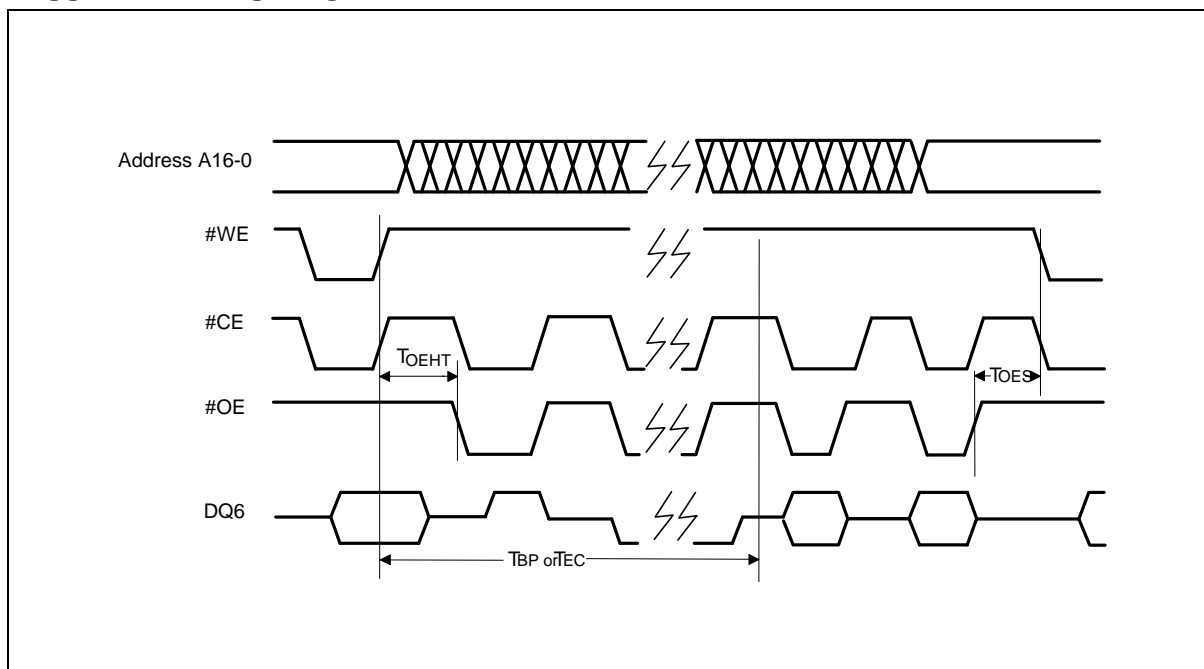 Address A16-0
#WE
#CE
TOEHT
TOES
#OE
DQ6
TBP orTEC